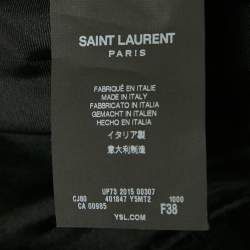 SAINT LAURENT
PARIS
FABRIQUÉ EN ITALIE
MADE IN ITALY
FABBRICATO IN ITALIA
GEMACHT IN ITALIEN
HECHO EN ITALIA
イタリア製
意大利制造
UP73 2015 00307
CJ80 401847 Y5MT2 1000
CA 00985 F38
YSL.COM